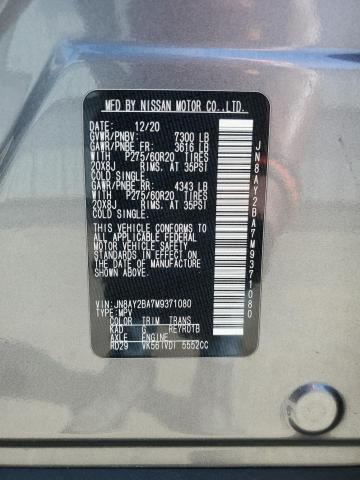 MFD BY NISSAN MOTOR CO.,LTD.
DATE: 12/20
GVWR/PNBV: 7300 LB
GAWR/PNBE FR: 3616 LB
WITH P275/60R20 TIRES
20X8J RIMS. AT 35PSI
COLD SINGLE.
GAWR/PNBE RR: 4343 LB
WITH P275/60R20 TIRES
20X8J RIMS. AT 35PSI
COLD SINGLE.
THIS VEHICLE CONFORMS
TO ALL APPLICABLE FEDERAL
MOTOR VEHICLE SAFETY
STANDARDS IN EFFECT ON
THE DATE OF MANUFACTURE
SHOWN ABOVE.
VIN: JN8AY2BA7M9371080
TYPE: MPV
COLOR TRIM TRANS
KAD G RE7R01B
AXLE ENGINE
RD29 VK56(VD) 5552CC
JN8AY2BA7M9371080